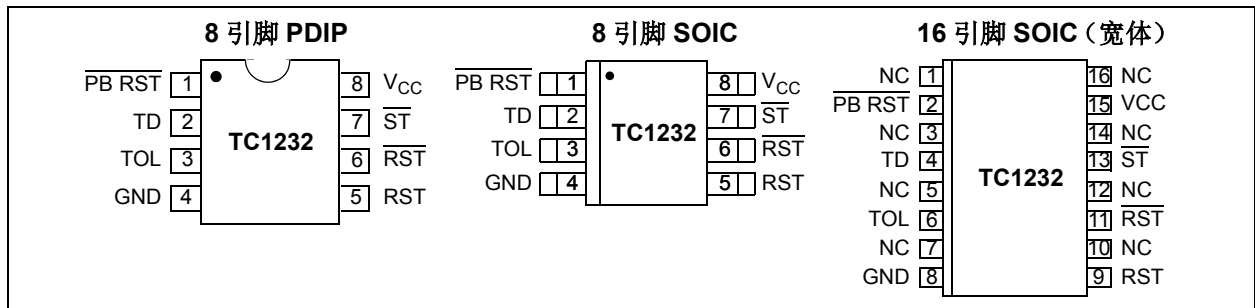 8 引脚 PDIP
PB RST 1
TD 2
TOL 3
GND 4
TC1232
8 VCC
7 ST
6 RST
5 RST
8 引脚 SOIC
PB RST 1
TD 2
TOL 3
GND 4
TC1232
8 VCC
7 ST
6 RST
5 RST
16 引脚 SOIC（宽体）
NC 1
PB RST 2
NC 3
TD 4
NC 5
TOL 6
NC 7
GND 8
TC1232
16 NC
15 VCC
14 NC
13 ST
12 NC
11 RST
10 NC
9 RST